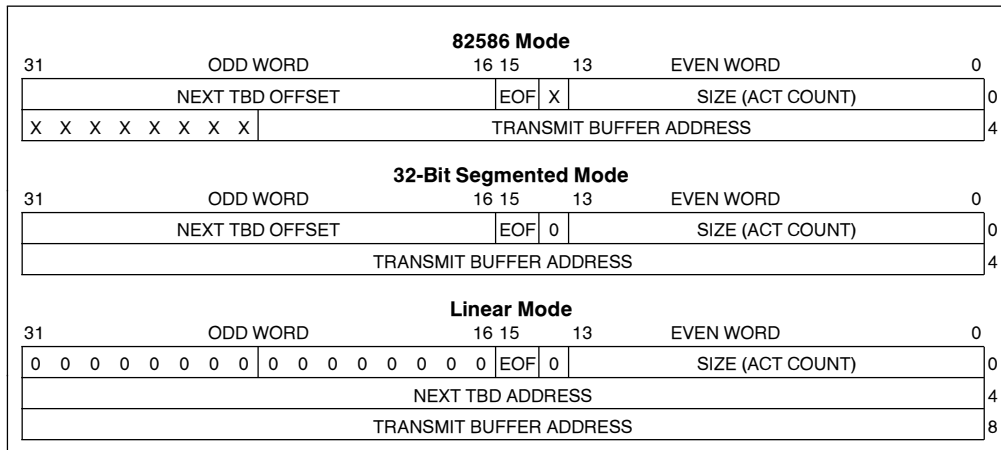 82586 Mode
31 ODD WORD 16 15 13 EVEN WORD 0
NEXT TBD OFFSET EOF X SIZE (ACT COUNT) 0
X X X X X X X X TRANSMIT BUFFER ADDRESS 4
32-Bit Segmented Mode
31 ODD WORD 16 15 13 EVEN WORD 0
NEXT TBD OFFSET EOF 0 SIZE (ACT COUNT) 0
TRANSMIT BUFFER ADDRESS 4
Linear Mode
31 ODD WORD 16 15 13 EVEN WORD 0
0 0 0 0 0 0 0 0 0 0 0 0 0 0 0 0 EOF 0 SIZE (ACT COUNT) 0
NEXT TBD ADDRESS 4
TRANSMIT BUFFER ADDRESS 8